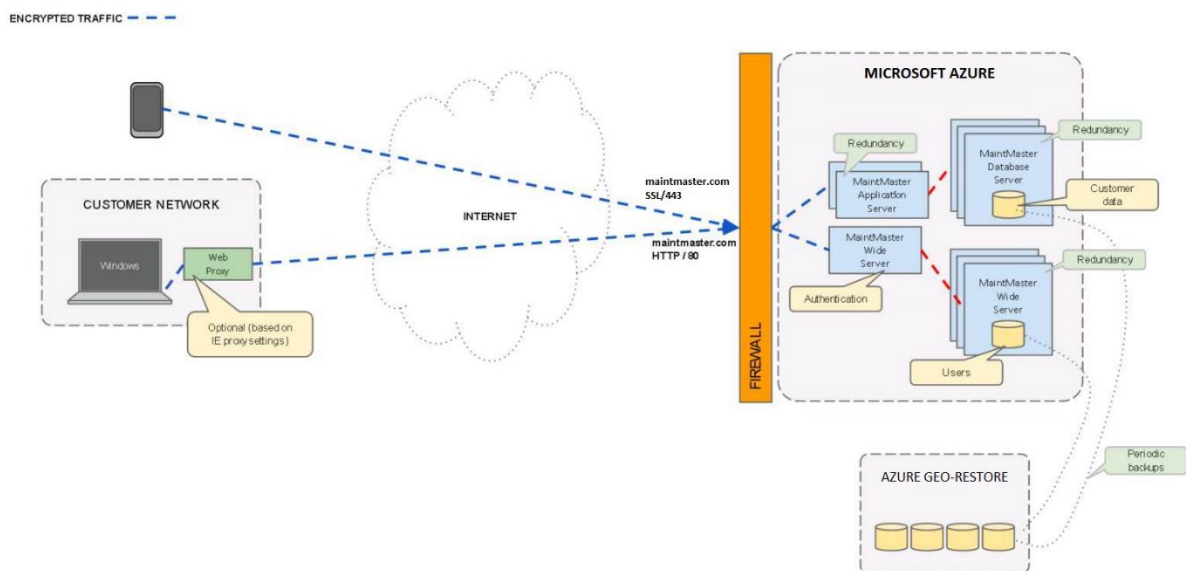 ENCRYPTED TRAFFIC
MICROSOFT AZURE
Redundancy
Redundancy
MaintMaster
Database
Server
MaintMaster
Application
Server
Customer
data
maintmaster.com
SSL/443
CUSTOMER NETWORK
INTERNET
Windows
Web
Proxy
maintmaster.com
HTTP / 80
MaintMaster
Wide
Server
Redundancy
MaintMaster
Wide
Server
Authentication
Optional (based on
IE proxy settings)
FIREWALL
Users
Periodic
backups
AZURE GEO-RESTORE